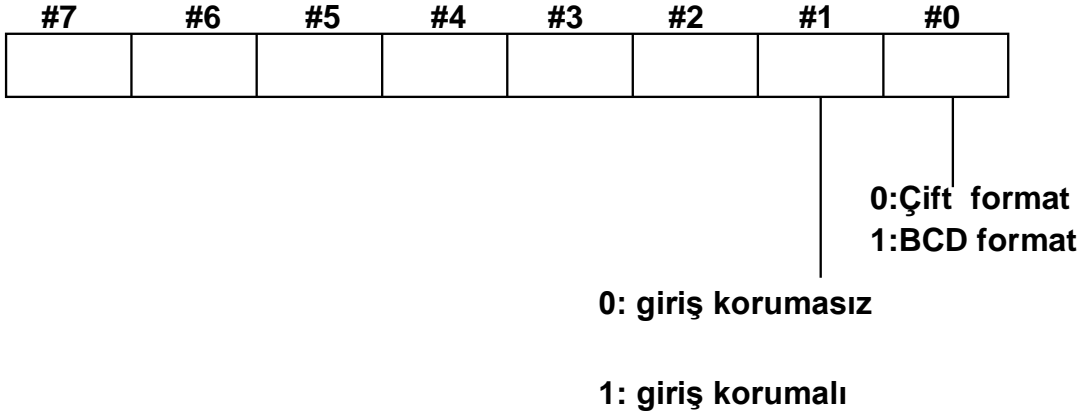 #7 #6 #5 #4 #3 #2 #1 #0
0:Çift format
1:BCD format
0: giriş korumasız
1: giriş korumalı